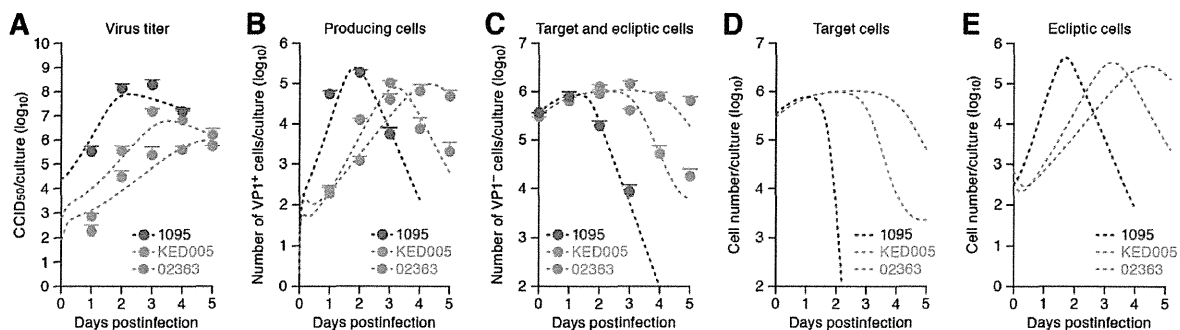 A Virus titer
CCID50/culture (log10)
10
9
8
7
6
5
4
3
2
0 1 2 3 4 5
Days postinfection
1095
KED005
02363
B Producing cells
Number of VP1+ cells/culture (log10)
6
5
4
3
2
1
0
0 1 2 3 4 5
Days postinfection
1095
KED005
02363
C Target and ecliptic cells
Number of VP1− cells/culture (log10)
7
6
5
4
3
2
0 1 2 3 4 5
Days postinfection
1095
KED005
02363
D Target cells
Cell number/culture (log10)
7
6
5
4
3
2
0 1 2 3 4 5
Days postinfection
1095
KED005
02363
E Ecliptic cells
Cell number/culture (log10)
6
5
4
3
2
1
0
0 1 2 3 4 5
Days postinfection
1095
KED005
02363